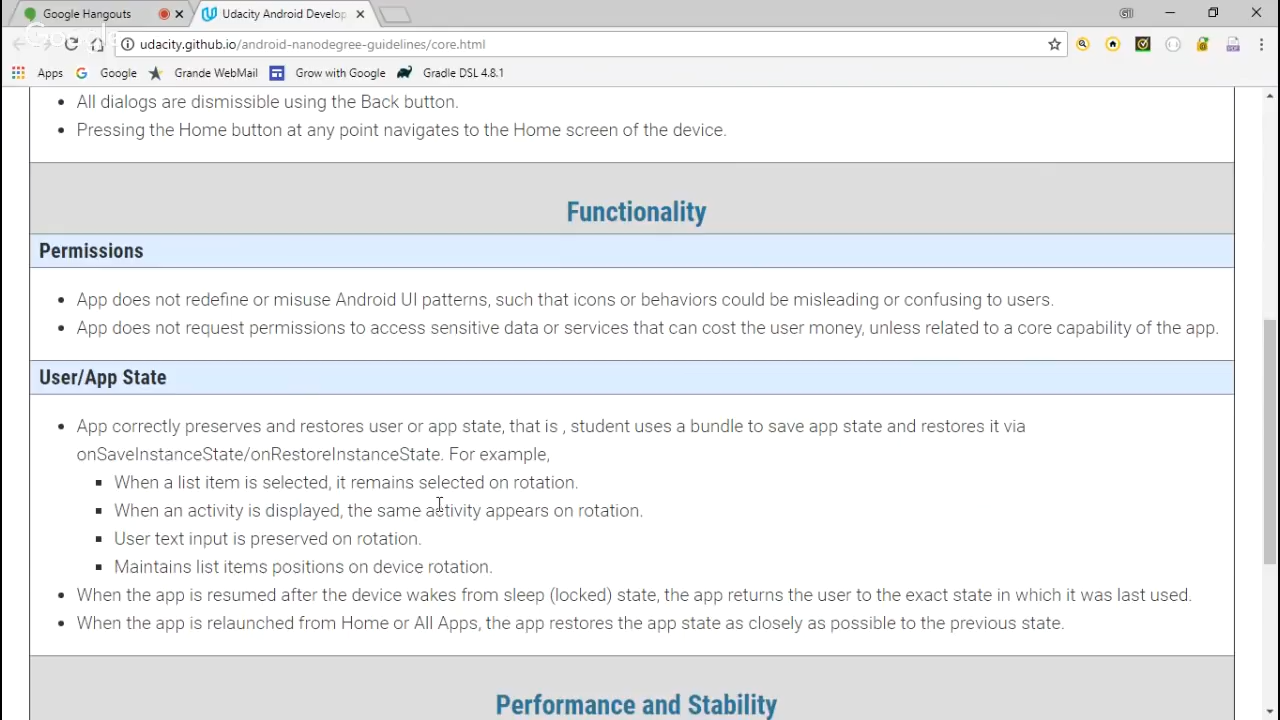 Google Hangouts
Udacity Android Develop
Gil
Google
udacity.github.io/android-nanodegree-guidelines/core.html
Apps
Google
Grande WebMail
Grow with Google
Gradle DSL 4.8.1
All dialogs are dismissible using the Back button.
Pressing the Home button at any point navigates to the Home screen of the device.
Functionality
Permissions
App does not redefine or misuse Android UI patterns, such that icons or behaviors could be misleading or confusing to users.
App does not request permissions to access sensitive data or services that can cost the user money, unless related to a core capability of the app.
User/App State
App correctly preserves and restores user or app state, that is , student uses a bundle to save app state and restores it via
onSaveInstanceState/onRestoreInstanceState. For example,
When a list item is selected, it remains selected on rotation.
When an activity is displayed, the same activity appears on rotation.
User text input is preserved on rotation.
Maintains list items positions on device rotation.
When the app is resumed after the device wakes from sleep (locked) state, the app returns the user to the exact state in which it was last used.
When the app is relaunched from Home or All Apps, the app restores the app state as closely as possible to the previous state.
Performance and Stability